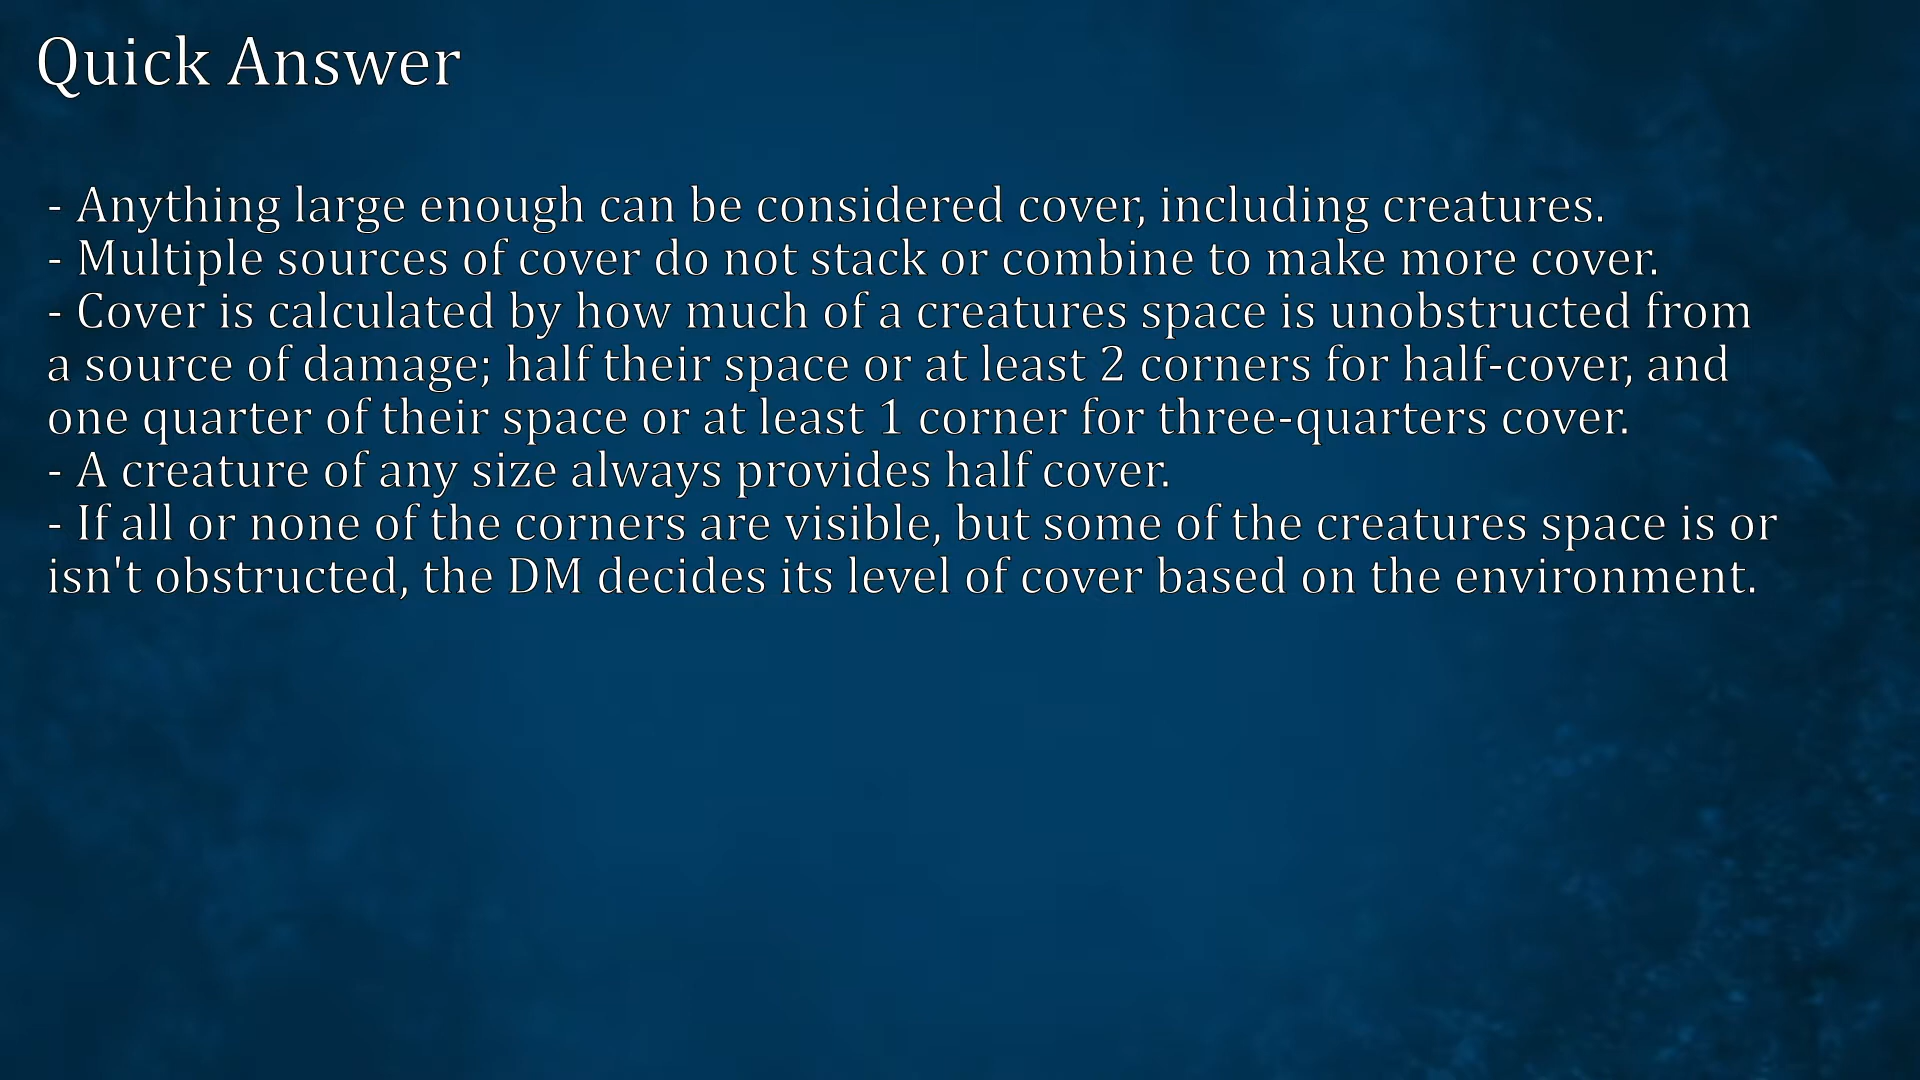 Quick Answer
- Anything large enough can be considered cover, including creatures.
- Multiple sources of cover do not stack or combine to make more cover.
- Cover is calculated by how much of a creatures space is unobstructed from
a source of damage; half their space or at least 2 corners for half-cover, and
one quarter of their space or at least 1 corner for three-quarters cover.
- A creature of any size always provides half cover.
- If all or none of the corners are visible, but some of the creatures space is or
isn't obstructed, the DM decides its level of cover based on the environment.